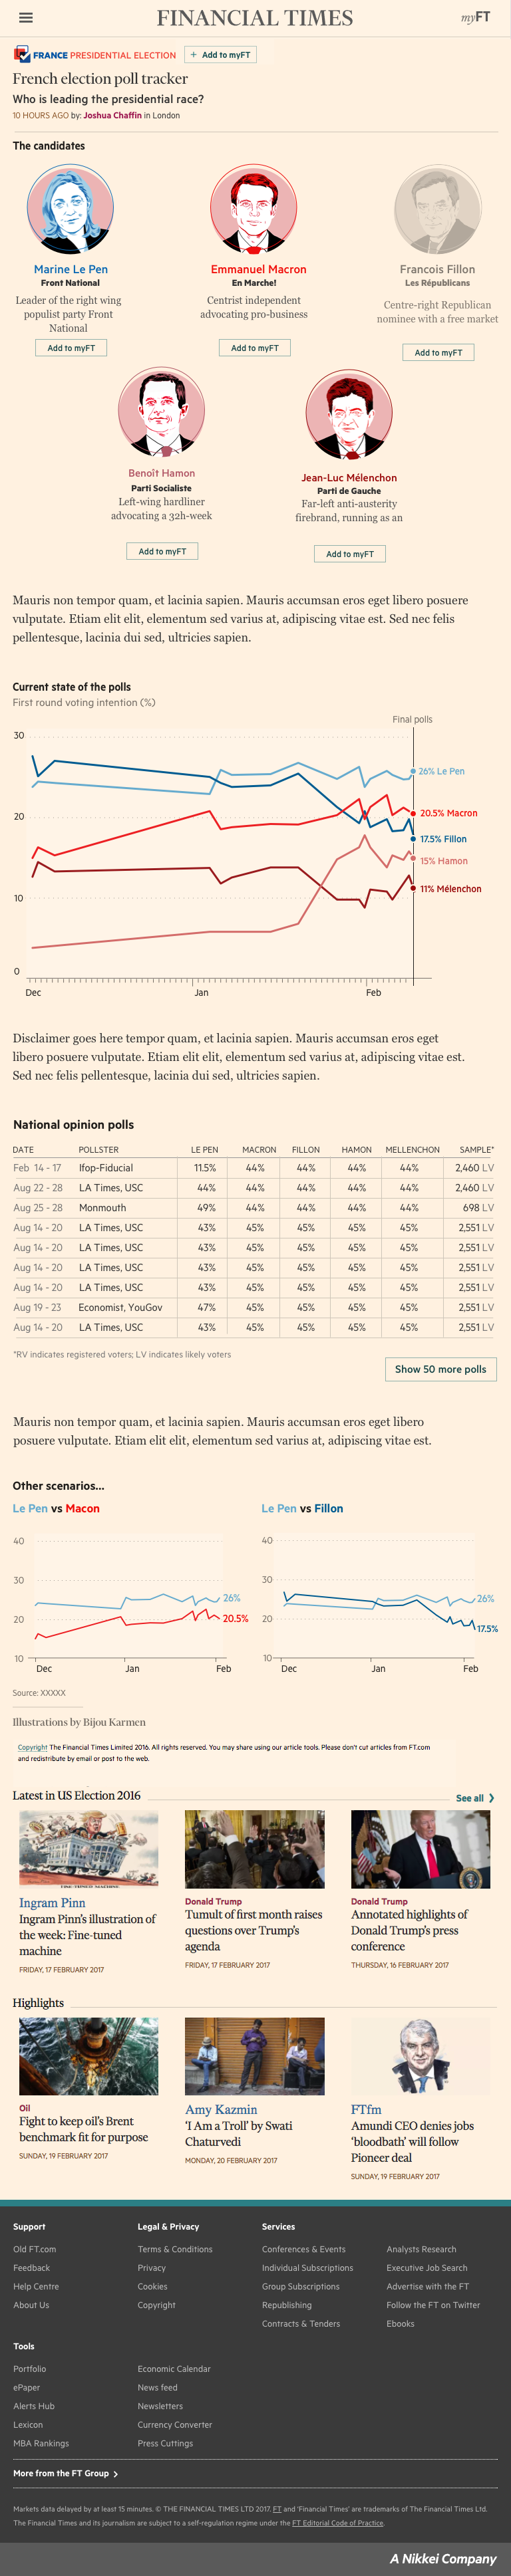 FINANCIAL TIMES
myFT
FRANCE PRESIDENTIAL ELECTION
+ Add to myFT
French election poll tracker
Who is leading the presidential race?
10 HOURS AGO by: Joshua Chaffin in London
The candidates
Marine Le Pen
Front National
Leader of the right wing
populist party Front
National
Add to myFT
Emmanuel Macron
En Marche!
Centrist independent
advocating pro-business
Add to myFT
Francois Fillon
Les Républicans
Centre-right Republican
nominee with a free market
Add to myFT
Benoît Hamon
Parti Socialiste
Left-wing hardliner
advocating a 32h-week
Add to myFT
Jean-Luc Mélenchon
Parti de Gauche
Far-left anti-austerity
firebrand, running as an
Add to myFT
Mauris non tempor quam, et lacinia sapien. Mauris accumsan eros eget libero posuere
vulputate. Etiam elit elit, elementum sed varius at, adipiscing vitae est. Sed nec felis
pellentesque, lacinia dui sed, ultricies sapien.
Current state of the polls
First round voting intention (%)
Final polls
30
20
10
0
26% Le Pen
20.5% Macron
17.5% Fillon
15% Hamon
11% Mélenchon
Dec Jan Feb
Disclaimer goes here tempor quam, et lacinia sapien. Mauris accumsan eros eget
libero posuere vulputate. Etiam elit elit, elementum sed varius at, adipiscing vitae est.
Sed nec felis pellentesque, lacinia dui sed, ultricies sapien.
National opinion polls
DATE POLLSTER LE PEN MACRON FILLON HAMON MELLENCHON SAMPLE*
Feb 14 - 17 Ifop-Fiducial 11.5% 44% 44% 44% 44% 2,460 LV
Aug 22 - 28 LA Times, USC 44% 44% 44% 44% 44% 2,460 LV
Aug 25 - 28 Monmouth 49% 44% 44% 44% 44% 698 LV
Aug 14 - 20 LA Times, USC 43% 45% 45% 45% 45% 2,551 LV
Aug 14 - 20 LA Times, USC 43% 45% 45% 45% 45% 2,551 LV
Aug 14 - 20 LA Times, USC 43% 45% 45% 45% 45% 2,551 LV
Aug 14 - 20 LA Times, USC 43% 45% 45% 45% 45% 2,551 LV
Aug 19 - 23 Economist, YouGov 47% 45% 45% 45% 45% 2,551 LV
Aug 14 - 20 LA Times, USC 43% 45% 45% 45% 45% 2,551 LV
*RV indicates registered voters; LV indicates likely voters
Show 50 more polls
Mauris non tempor quam, et lacinia sapien. Mauris accumsan eros eget libero
posuere vulputate. Etiam elit elit, elementum sed varius at, adipiscing vitae est.
Other scenarios...
Le Pen vs Macon
40
30
20
10
26%
20.5%
Dec Jan Feb
Le Pen vs Fillon
40
30
20
10
26%
17.5%
Dec Jan Feb
Source: XXXXX
Illustrations by Bijou Karmen
Copyright The Financial Times Limited 2016. All rights reserved. You may share using our article tools. Please don't cut articles from FT.com
and redistribute by email or post to the web.
Latest in US Election 2016
See all
Ingram Pinn
Ingram Pinn's illustration of
the week: Fine-tuned
machine
FRIDAY, 17 FEBRUARY 2017
Donald Trump
Tumult of first month raises
questions over Trump's
agenda
FRIDAY, 17 FEBRUARY 2017
Donald Trump
Annotated highlights of
Donald Trump's press
conference
THURSDAY, 16 FEBRUARY 2017
Highlights
Oil
Fight to keep oil's Brent
benchmark fit for purpose
SUNDAY, 19 FEBRUARY 2017
Amy Kazmin
'I Am a Troll' by Swati
Chaturvedi
MONDAY, 20 FEBRUARY 2017
FTfm
Amundi CEO denies jobs
'bloodbath' will follow
Pioneer deal
SUNDAY, 19 FEBRUARY 2017
Support
Old FT.com
Feedback
Help Centre
About Us
Legal & Privacy
Terms & Conditions
Privacy
Cookies
Copyright
Services
Conferences & Events
Individual Subscriptions
Group Subscriptions
Republishing
Contracts & Tenders
Analysts Research
Executive Job Search
Advertise with the FT
Follow the FT on Twitter
Ebooks
Tools
Portfolio
ePaper
Alerts Hub
Lexicon
MBA Rankings
Economic Calendar
News feed
Newsletters
Currency Converter
Press Cuttings
More from the FT Group
Markets data delayed by at least 15 minutes. © THE FINANCIAL TIMES LTD 2017. FT and 'Financial Times' are trademarks of The Financial Times Ltd.
The Financial Times and its journalism are subject to a self-regulation regime under the FT Editorial Code of Practice.
A Nikkei Company